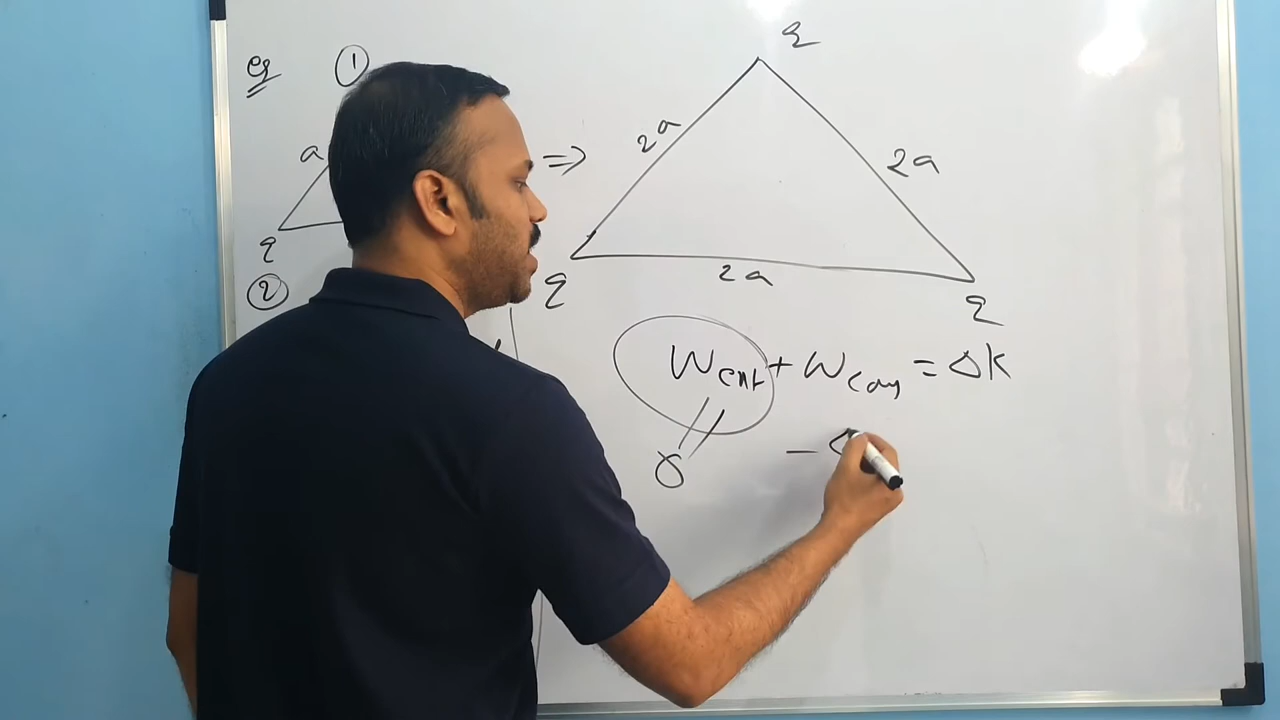 eg ①
a
q
②
⇒
q
2a 2a
2a
q q
W_ext + W_con = ΔK
0 - Δ